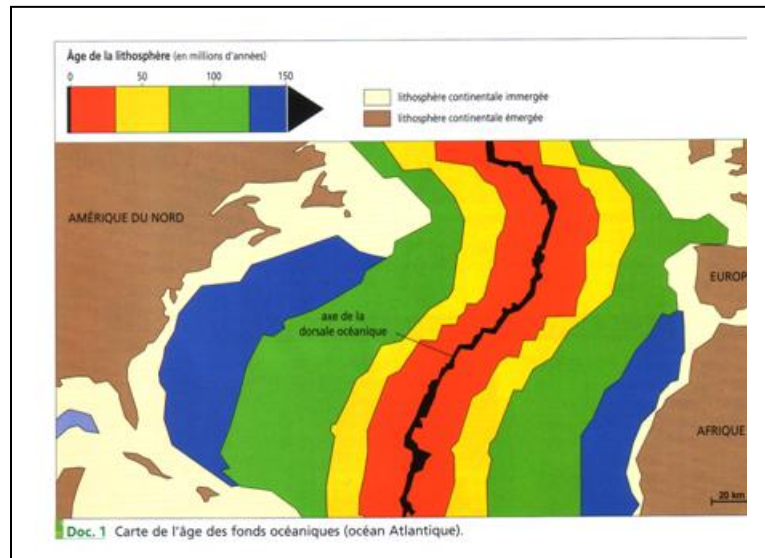 Âge de la lithosphère (en millions d'années)
0 50 100 150
lithosphère continentale immergée
lithosphère continentale émergée
AMÉRIQUE DU NORD
EUROP
axe de la
dorsale océanique
AFRIQUE
20 km
Doc. 1 Carte de l'âge des fonds océaniques (océan Atlantique).